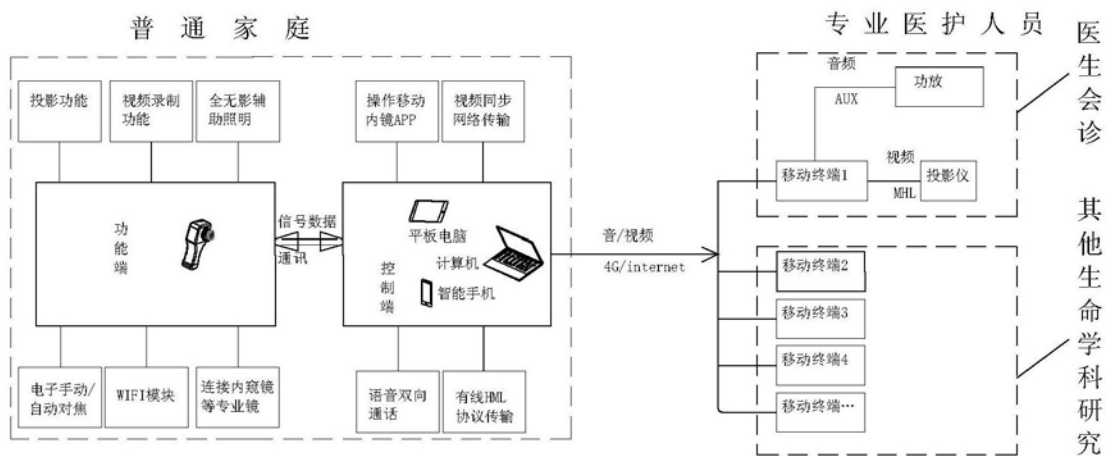 普通家庭
专业医护人员
医生会诊
其他生命学科研究
投影功能
视频录制
功能
全无影辅
助照明
操作移动
内镜APP
视频同步
网络传输
功能端
信号数据
通讯
平板电脑
计算机
智能手机
控制端
电子手动/
自动对焦
WIFI模块
连接内窥镜
等专业镜
语音双向
通话
有线HML
协议传输
音/视频
4G/internet
音频
AUX
功放
移动终端1
视频
MHL
投影仪
移动终端2
移动终端3
移动终端4
移动终端…